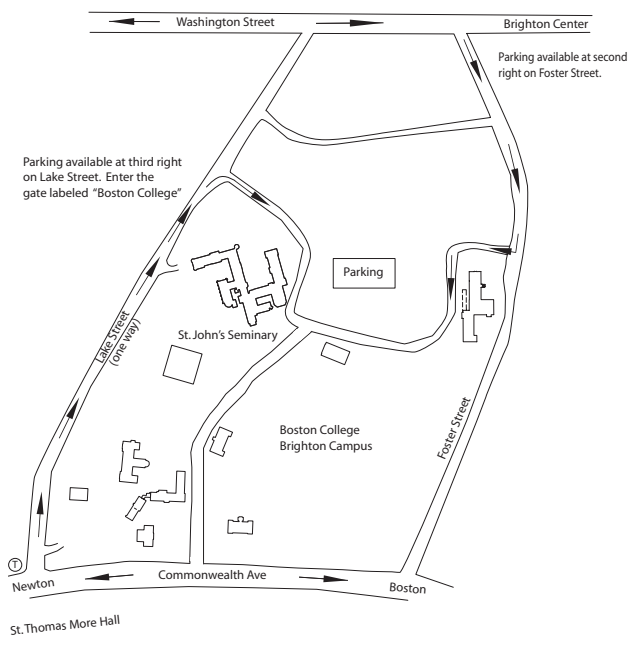 Washington Street
Brighton Center
Parking available at second
right on Foster Street.
Parking available at third right
on Lake Street. Enter the
gate labeled "Boston College"
Parking
St. John's Seminary
Lake Street
(one way)
Boston College
Brighton Campus
Foster Street
T
Newton
Commonwealth Ave
Boston
St. Thomas More Hall